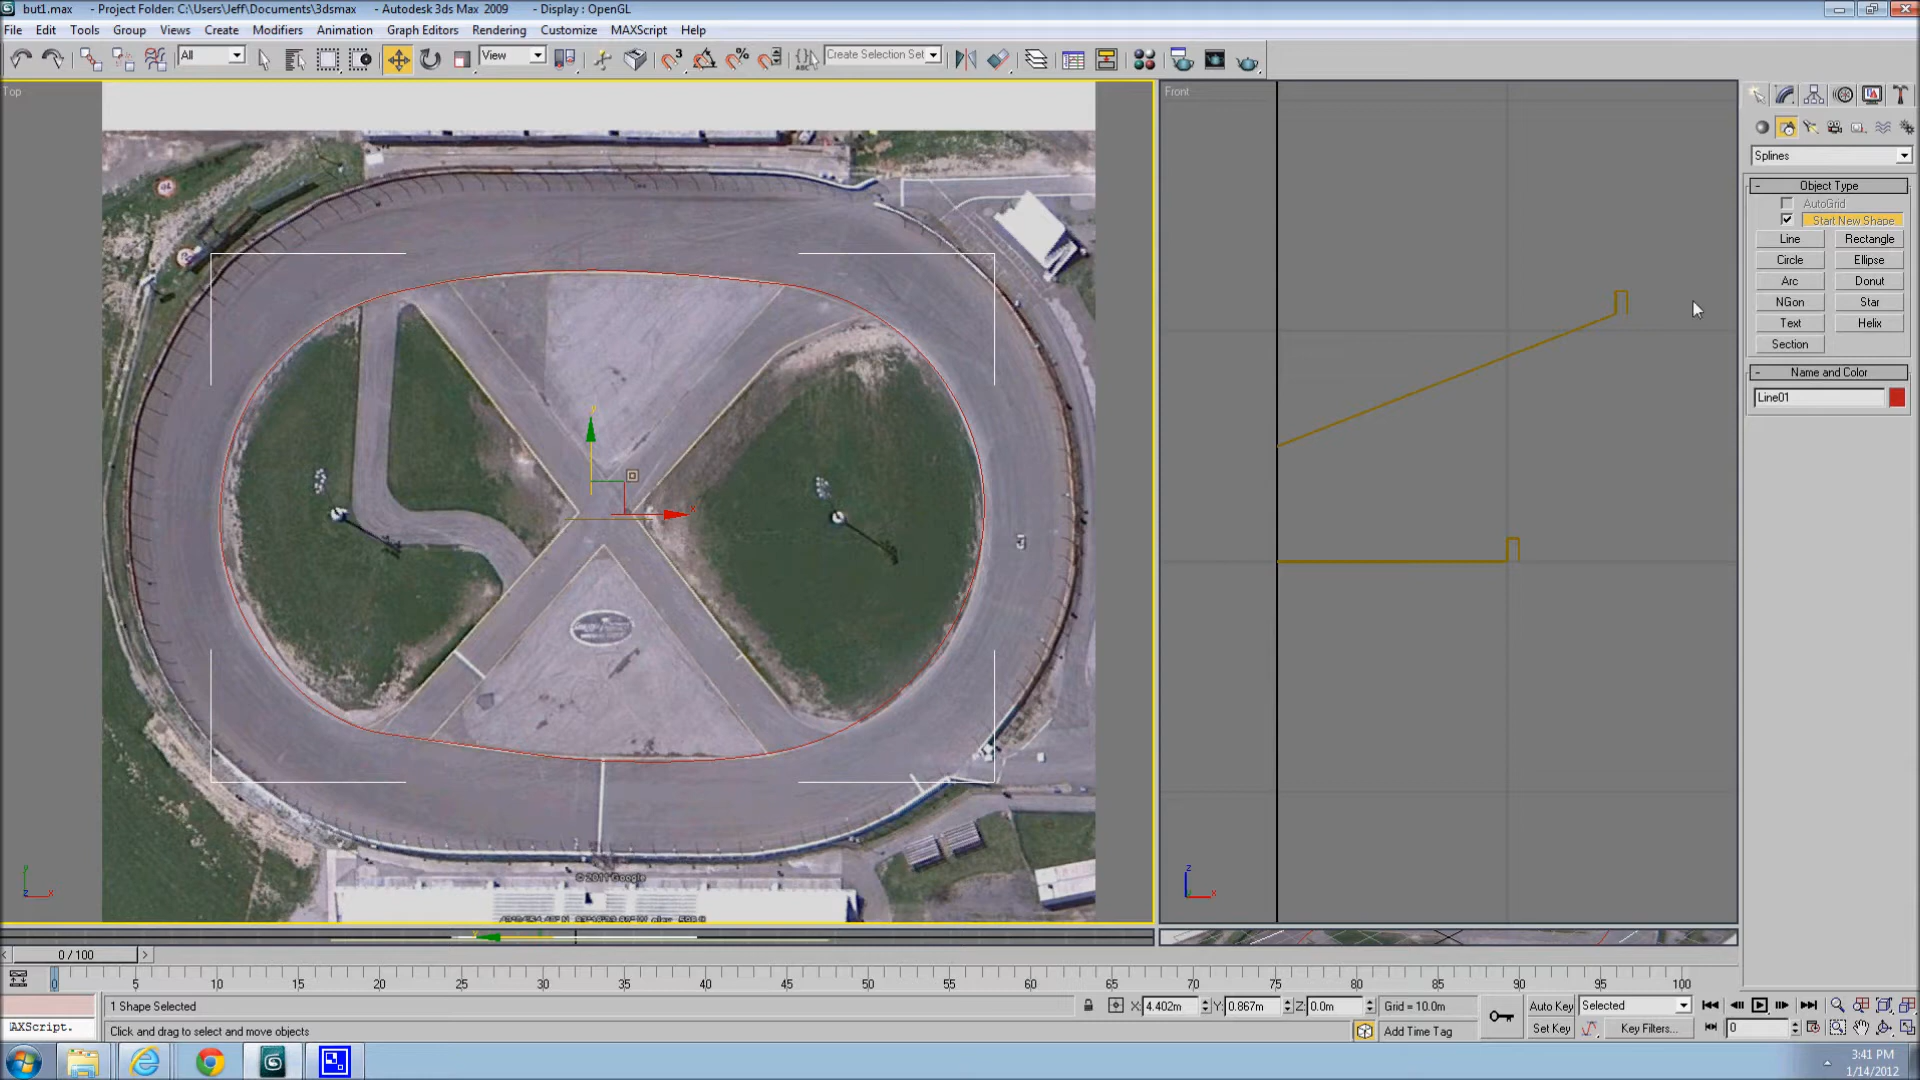 but1.max - Project Folder: C:\Users\Jeff\Documents\3dsmax - Autodesk 3ds Max 2009 - Display : OpenGL
File Edit Tools Group Views Create Modifiers Animation Graph Editors Rendering Customize MAXScript Help
All View Create Selection Set
Top
Front
Splines
- Object Type
AutoGrid
Start New Shape
Line Rectangle
Circle Ellipse
Arc Donut
NGon Star
Text Helix
Section
- Name and Color
Line01
y
x
© 2011 Google
y
z x
z
x
0 / 100
0 5 10 15 20 25 30 35 40 45 50 55 60 65 70 75 80 85 90 95 100
1 Shape Selected X: 4.402m Y: 0.867m Z: 0.0m Grid = 10.0m Auto Key Selected
AXScript. Click and drag to select and move objects Add Time Tag Set Key Key Filters... 0
3:41 PM
1/14/2012